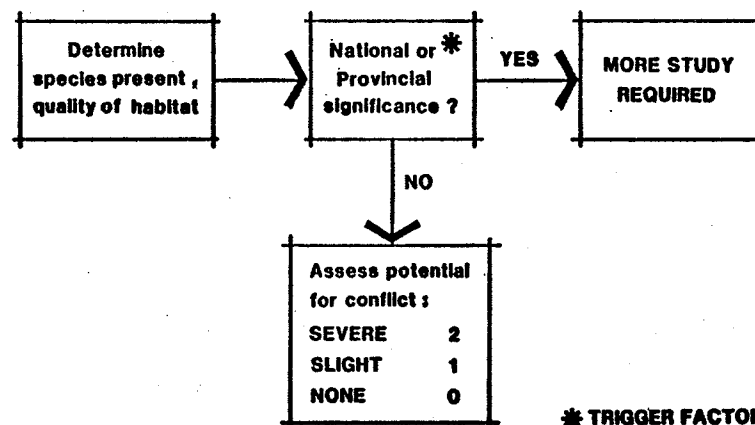 Determine
species present,
quality of habitat
National or *
Provincial
significance ?
YES
MORE STUDY
REQUIRED
NO
Assess potential
for conflict :
SEVERE 2
SLIGHT 1
NONE 0
* TRIGGER FACTOR